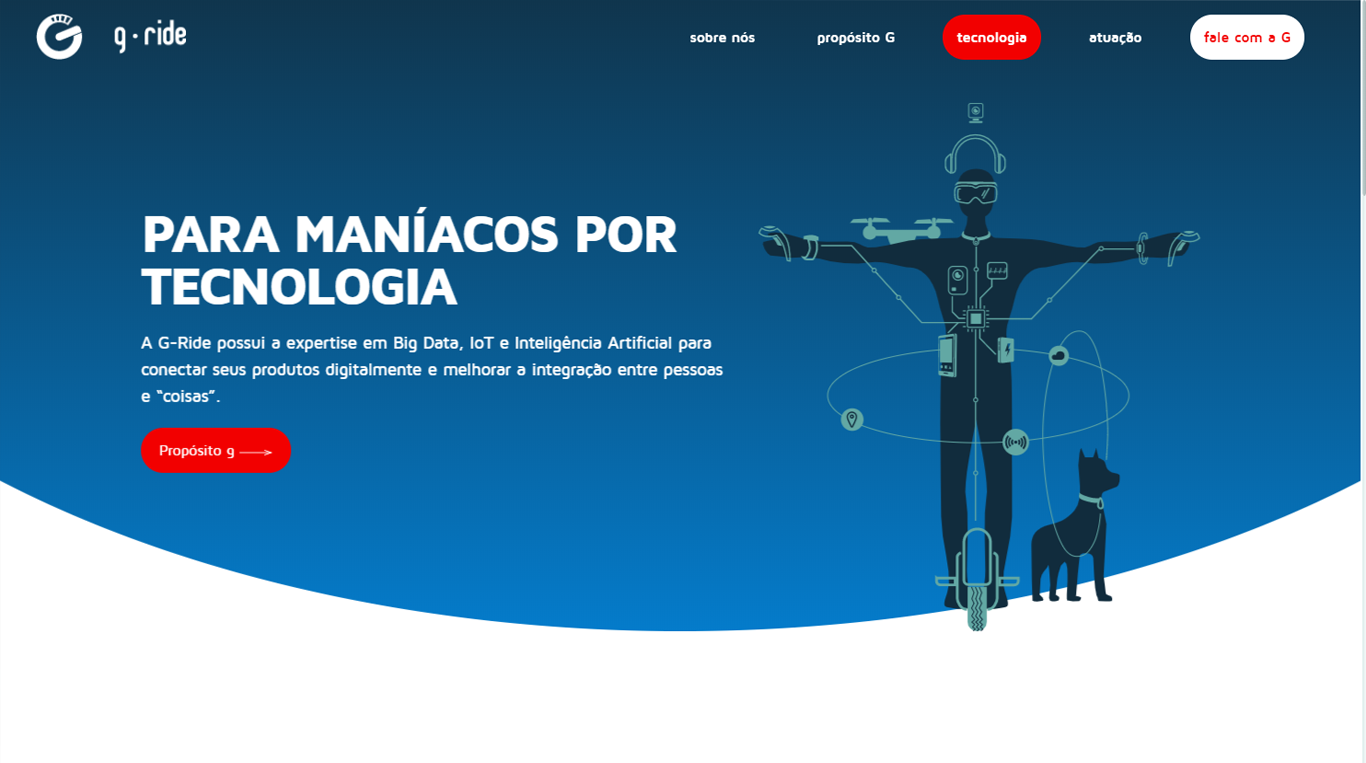 g · ride
sobre nós
propósito G
tecnologia
atuação
fale com a G
PARA MANÍACOS POR
TECNOLOGIA
A G-Ride possui a expertise em Big Data, IoT e Inteligência Artificial para
conectar seus produtos digitalmente e melhorar a integração entre pessoas
e “coisas”.
Propósito g